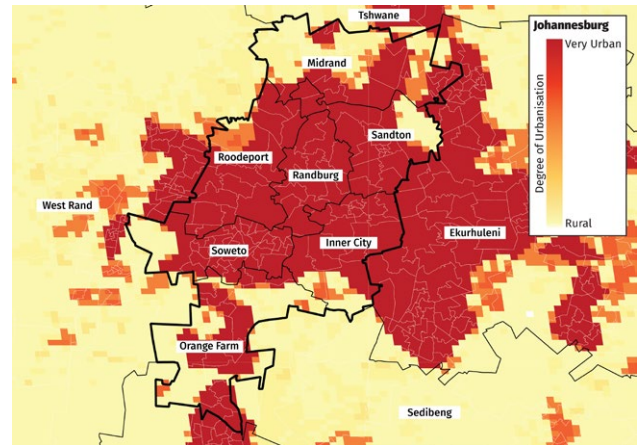 Tshwane
Johannesburg
Very Urban
Degree of Urbanisation
Rural
Midrand
Sandton
Roodeport
Randburg
West Rand
Ekurhuleni
Inner City
Soweto
Orange Farm
Sedibeng